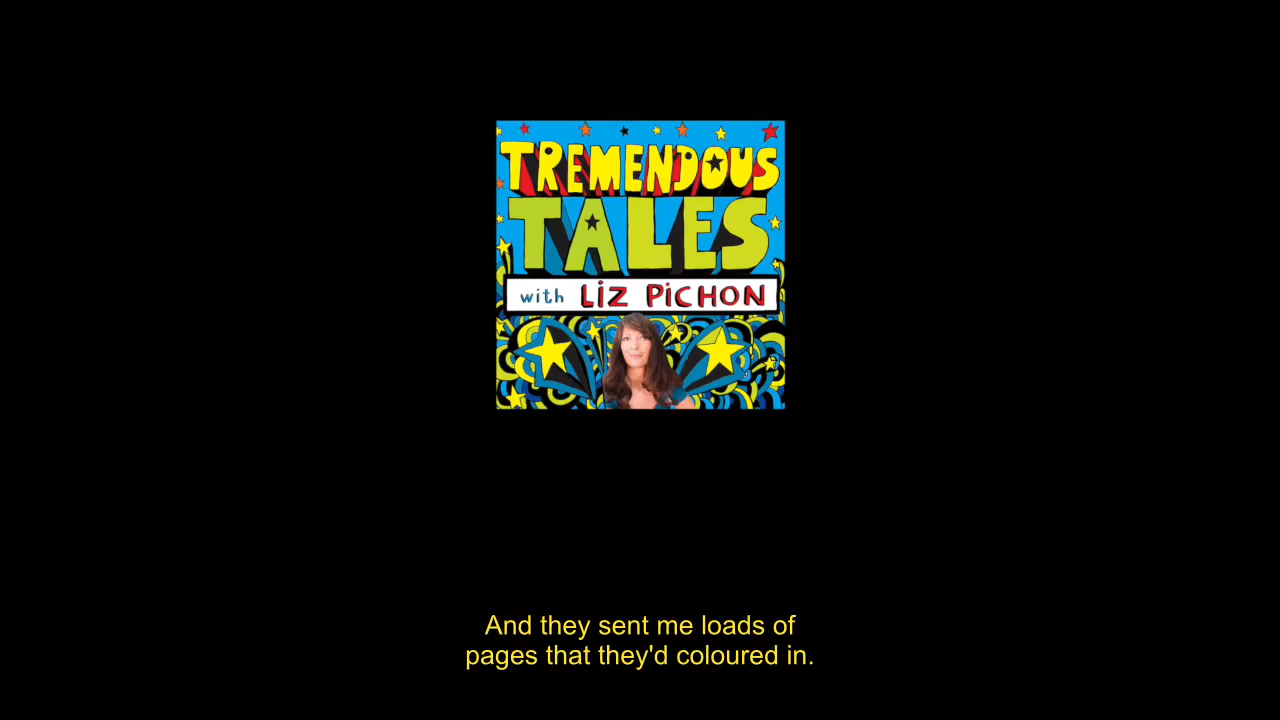 TREMENDOUS
TALES
with LiZ PiCHON
And they sent me loads of
pages that they'd coloured in.